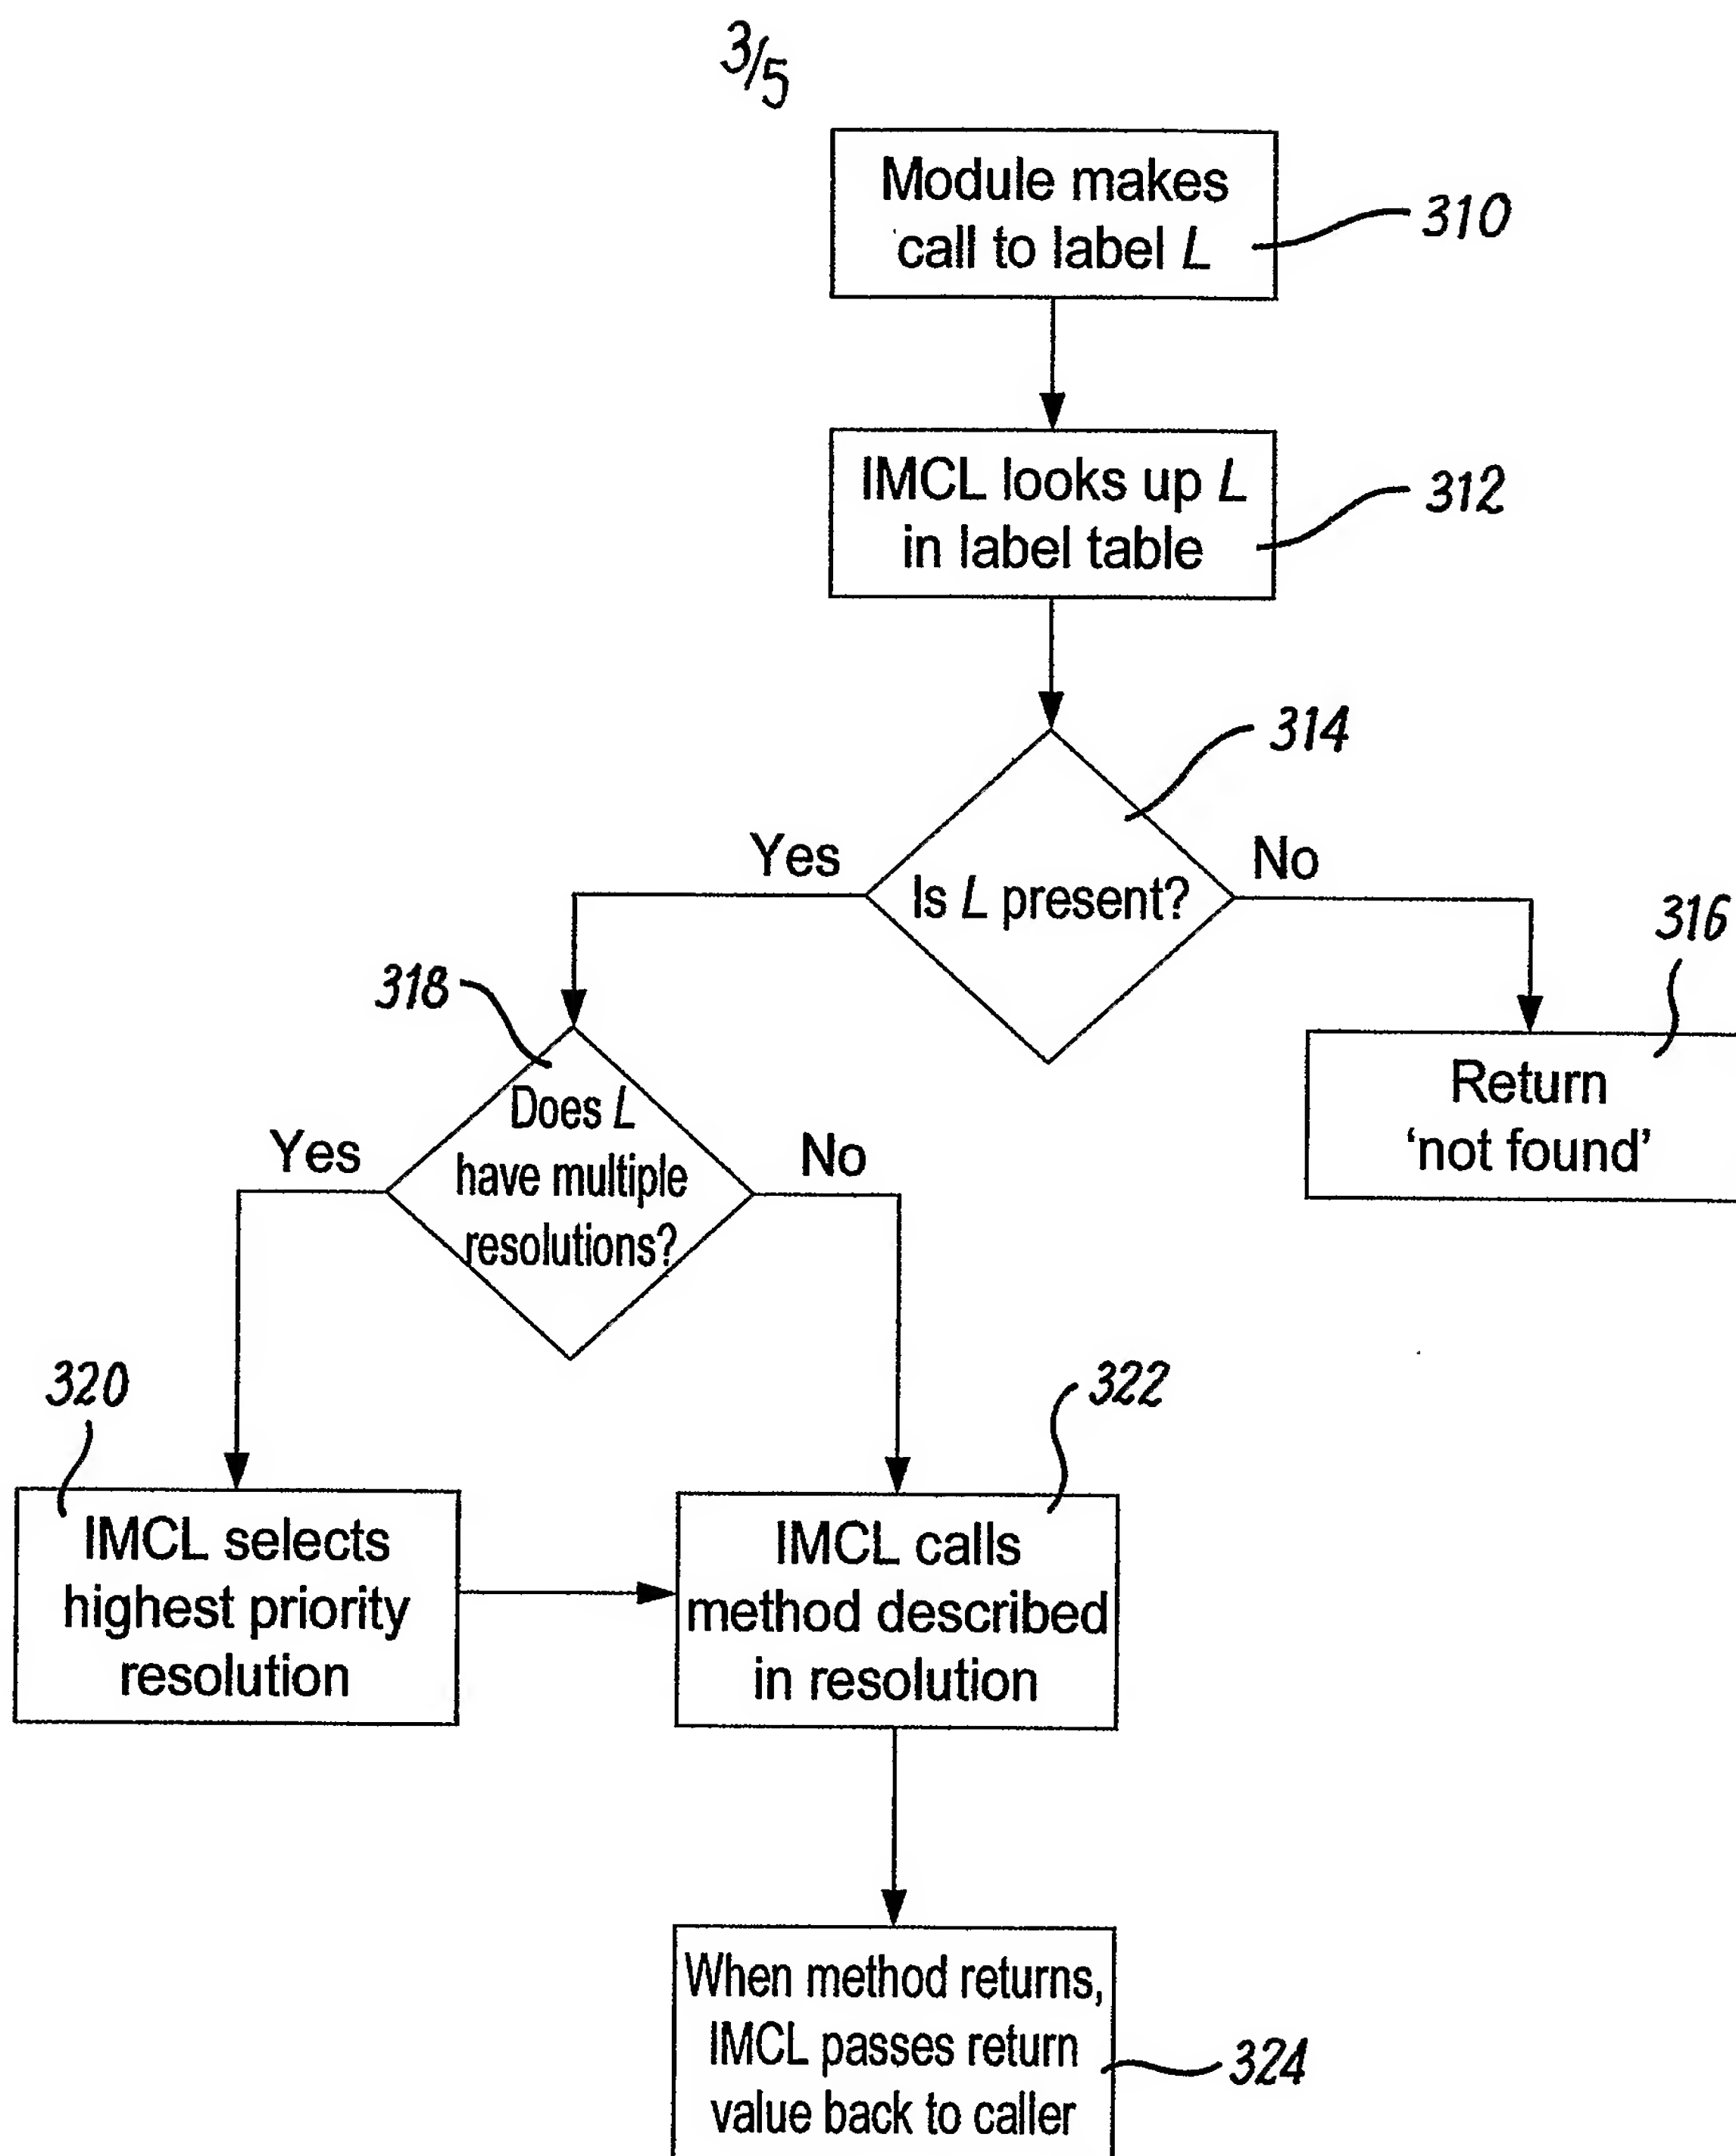 3/5
Module makes
call to label L
310
IMCL looks up L
in label table
312
314
Yes
Is L present?
No
316
Return
‘not found’
318
Does L
have multiple
resolutions?
Yes
No
320
IMCL selects
highest priority
resolution
322
IMCL calls
method described
in resolution
When method returns,
IMCL passes return
value back to caller
324